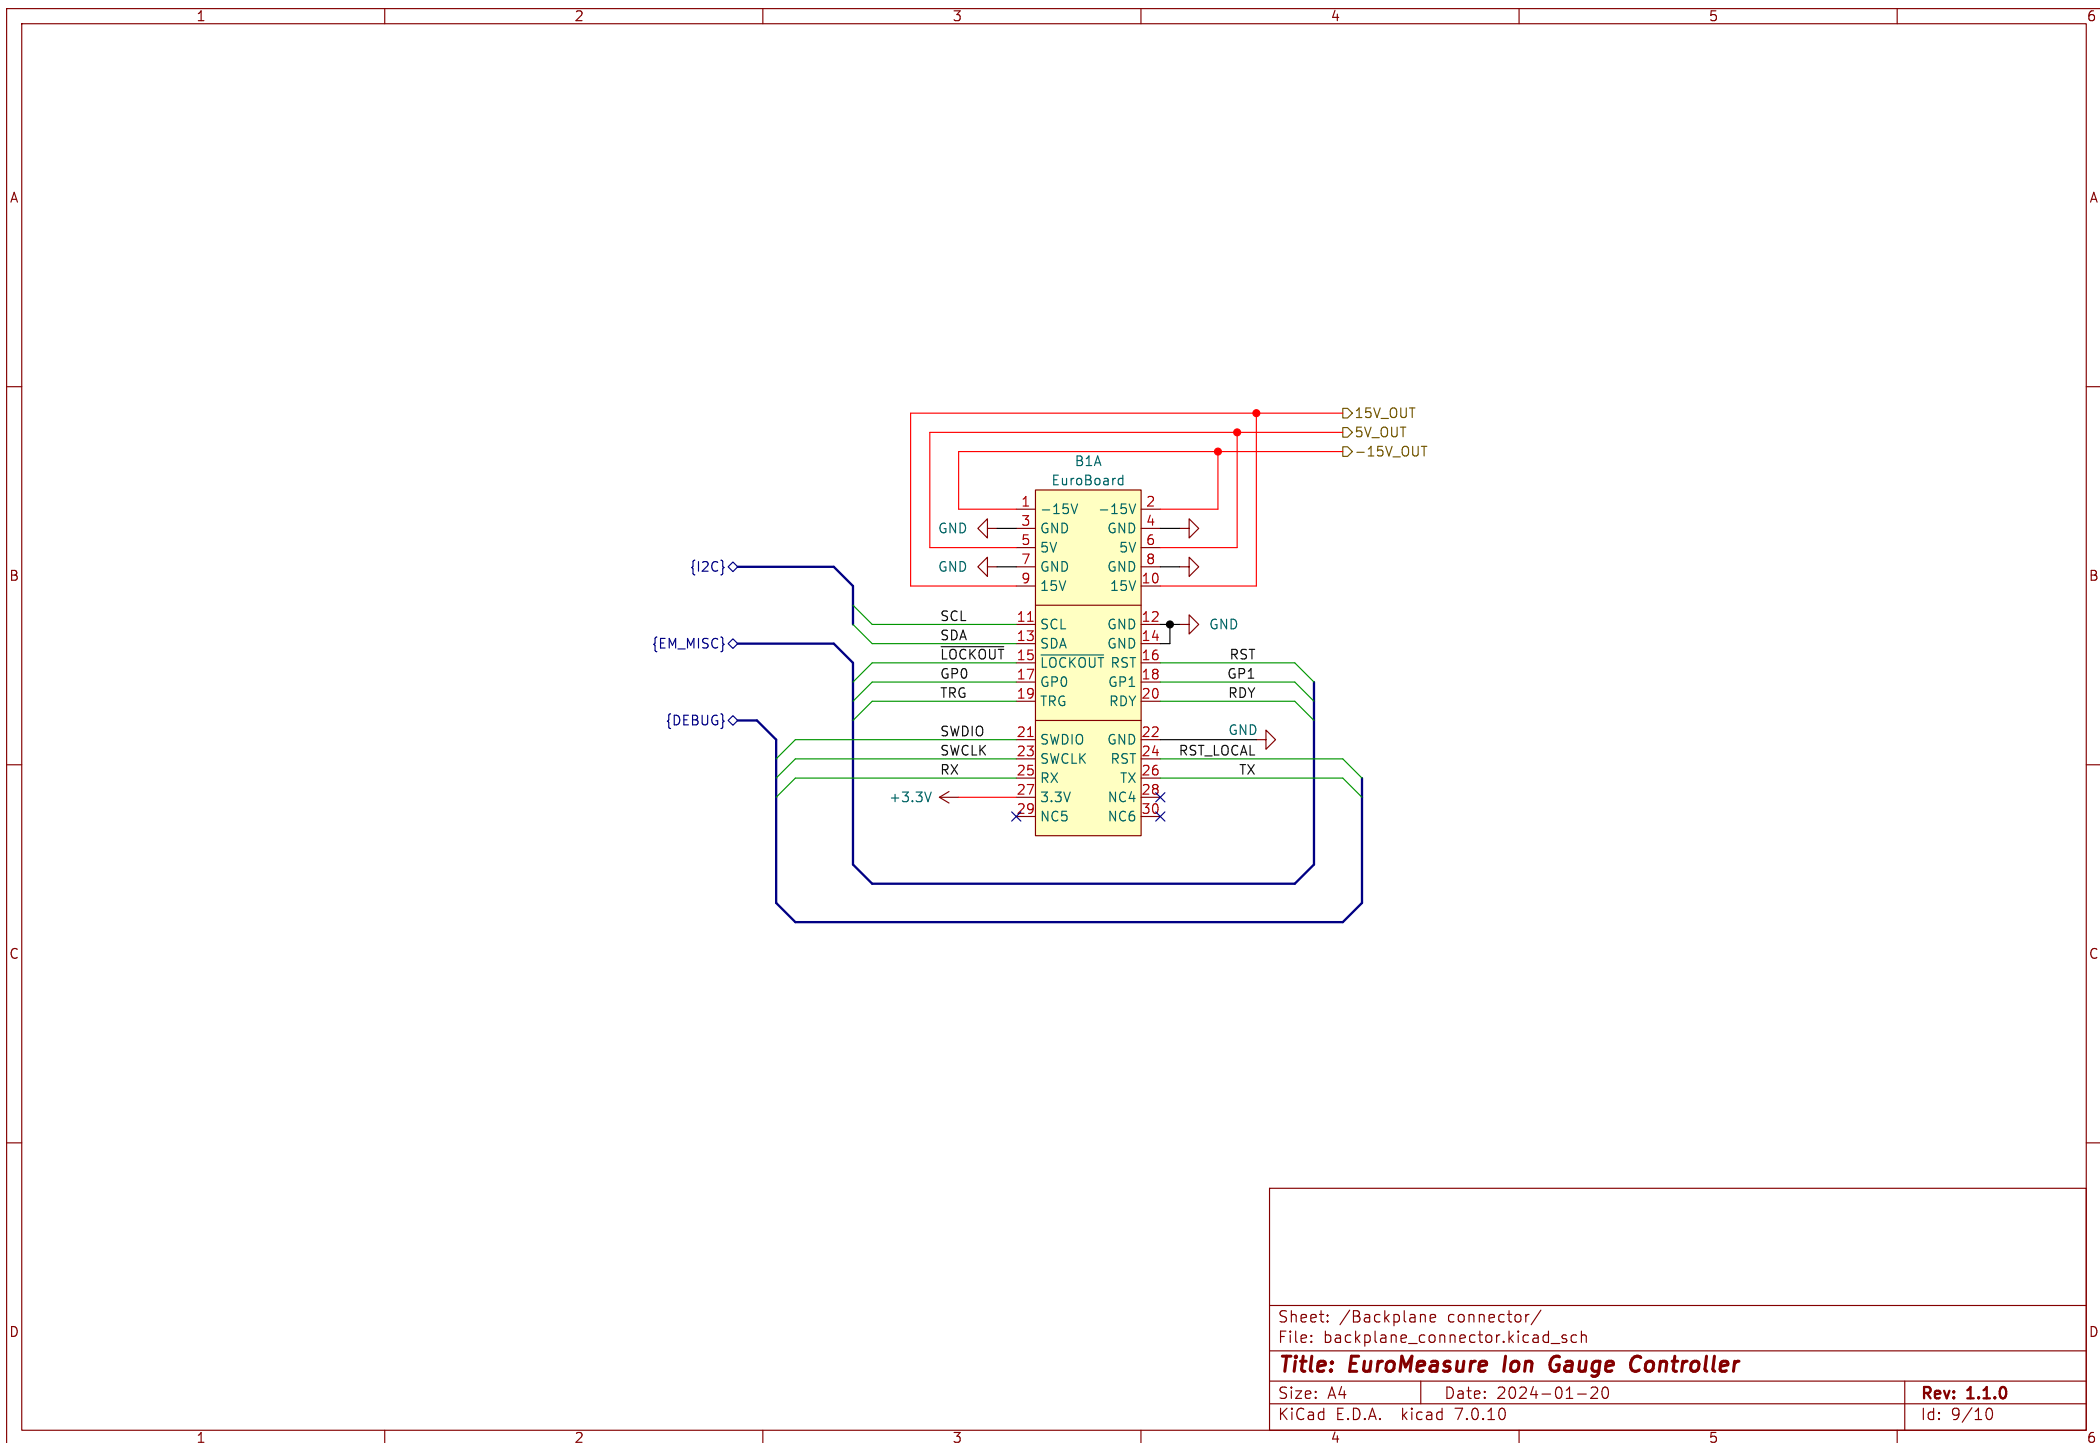 1 2 3 4 5 6
A A
15V_OUT
5V_OUT
-15V_OUT
B1A
EuroBoard
1 -15V -15V 2
GND 3 GND GND 4
5 5V 5V 6
GND 7 GND GND 8
9 15V 15V 10
B B
{I2C}
SCL 11 SCL GND 12 GND
SDA 13 SDA GND 14
{EM_MISC}
LOCKOUT 15 LOCKOUT RST 16 RST
GP0 17 GP0 GP1 18 GP1
TRG 19 TRG RDY 20 RDY
{DEBUG}
SWDIO 21 SWDIO GND 22 GND
SWCLK 23 SWCLK RST 24 RST_LOCAL
RX 25 RX TX 26 TX
+3.3V 27 3.3V NC4 28
29 NC5 NC6 30
C C
Sheet: /Backplane connector/
File: backplane_connector.kicad_sch
D D
Title: EuroMeasure Ion Gauge Controller
Size: A4 Date: 2024-01-20 Rev: 1.1.0
KiCad E.D.A. kicad 7.0.10 Id: 9/10
1 2 3 4 5 6